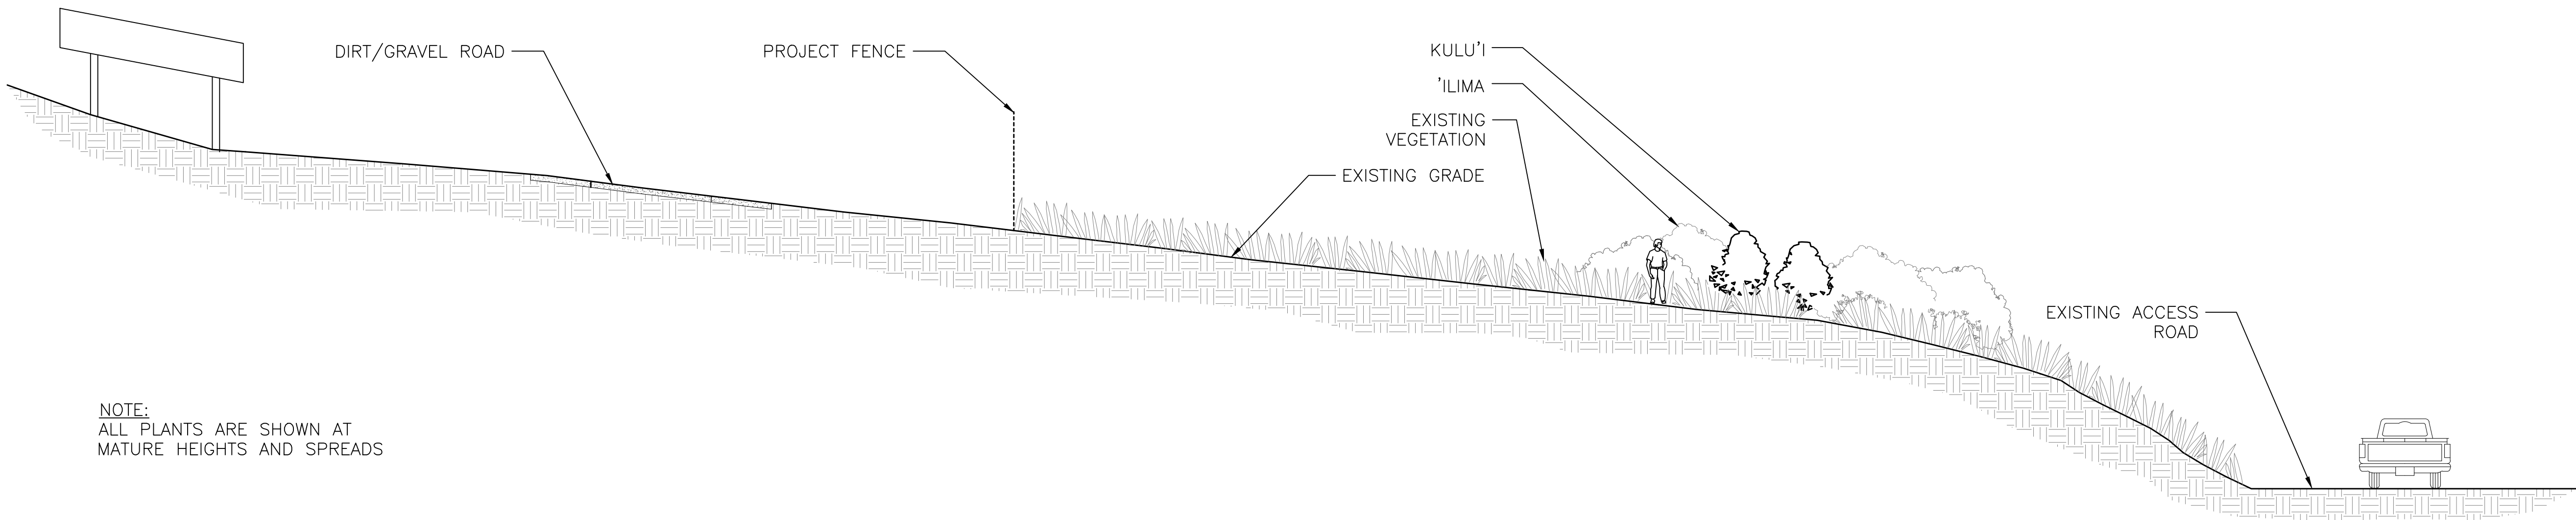 DIRT/GRAVEL ROAD
PROJECT FENCE
KULU'I
'ILIMA
EXISTING
VEGETATION
EXISTING GRADE
EXISTING ACCESS
ROAD
NOTE:
ALL PLANTS ARE SHOWN AT
MATURE HEIGHTS AND SPREADS